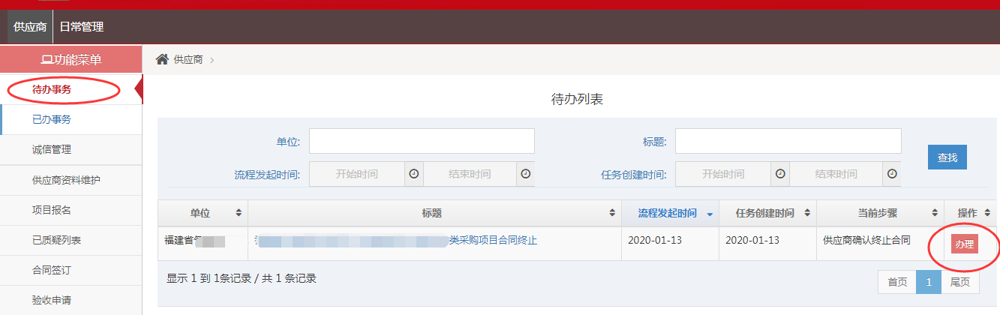 供应商 日常管理
功能菜单
供应商
待办事务
已办事务
诚信管理
供应商资料维护
项目报名
已质疑列表
合同签订
验收申请
待办列表
单位: 标题:
查找
流程发起时间: 开始时间 结束时间 任务创建时间: 开始时间 结束时间
单位 标题 流程发起时间 任务创建时间 当前步骤 操作
福建省 类采购项目合同终止 2020-01-13 2020-01-13 供应商确认终止合同 办理
显示 1 到 1条记录 / 共 1 条记录
首页 1 尾页